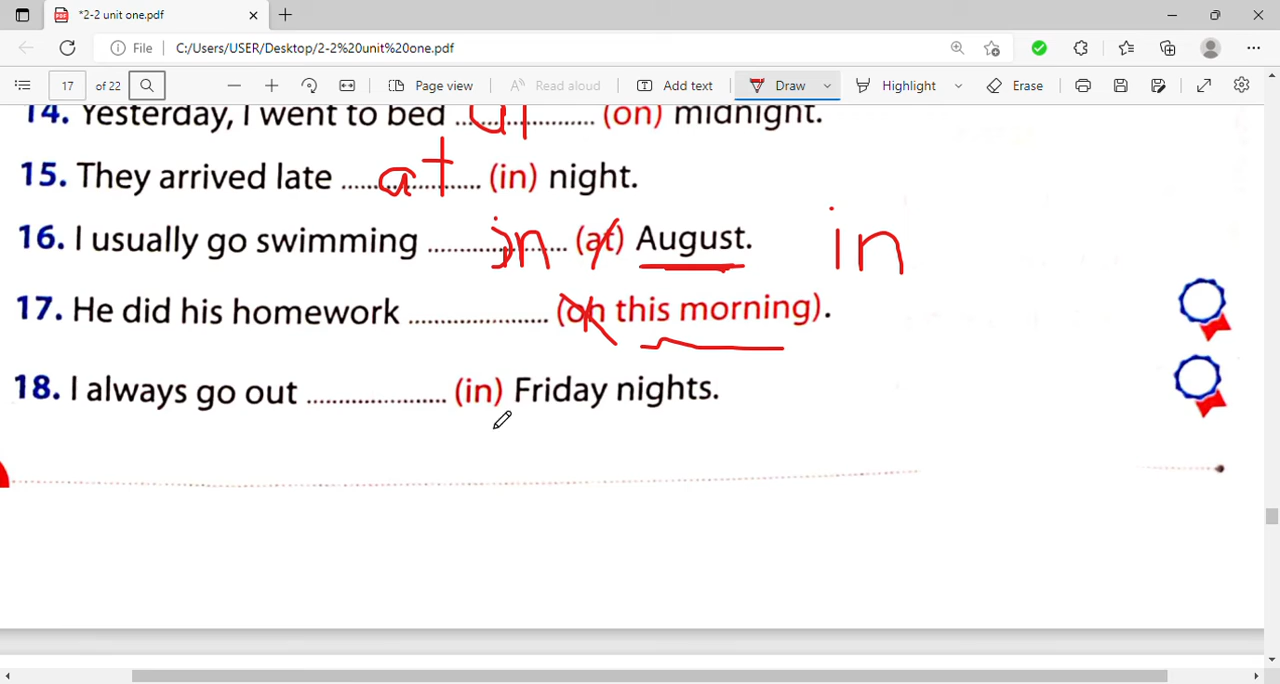 *2-2 unit one.pdf
File C:/Users/USER/Desktop/2-2%20unit%20one.pdf
17 of 22 Page view Read aloud Add text Draw Highlight Erase
14. Yesterday, I went to bed ........at........ (on) midnight.
15. They arrived late ........at........ (in) night.
16. I usually go swimming ........in........ (at) August. in
17. He did his homework ...................... (on this morning).
18. I always go out ...................... (in) Friday nights.